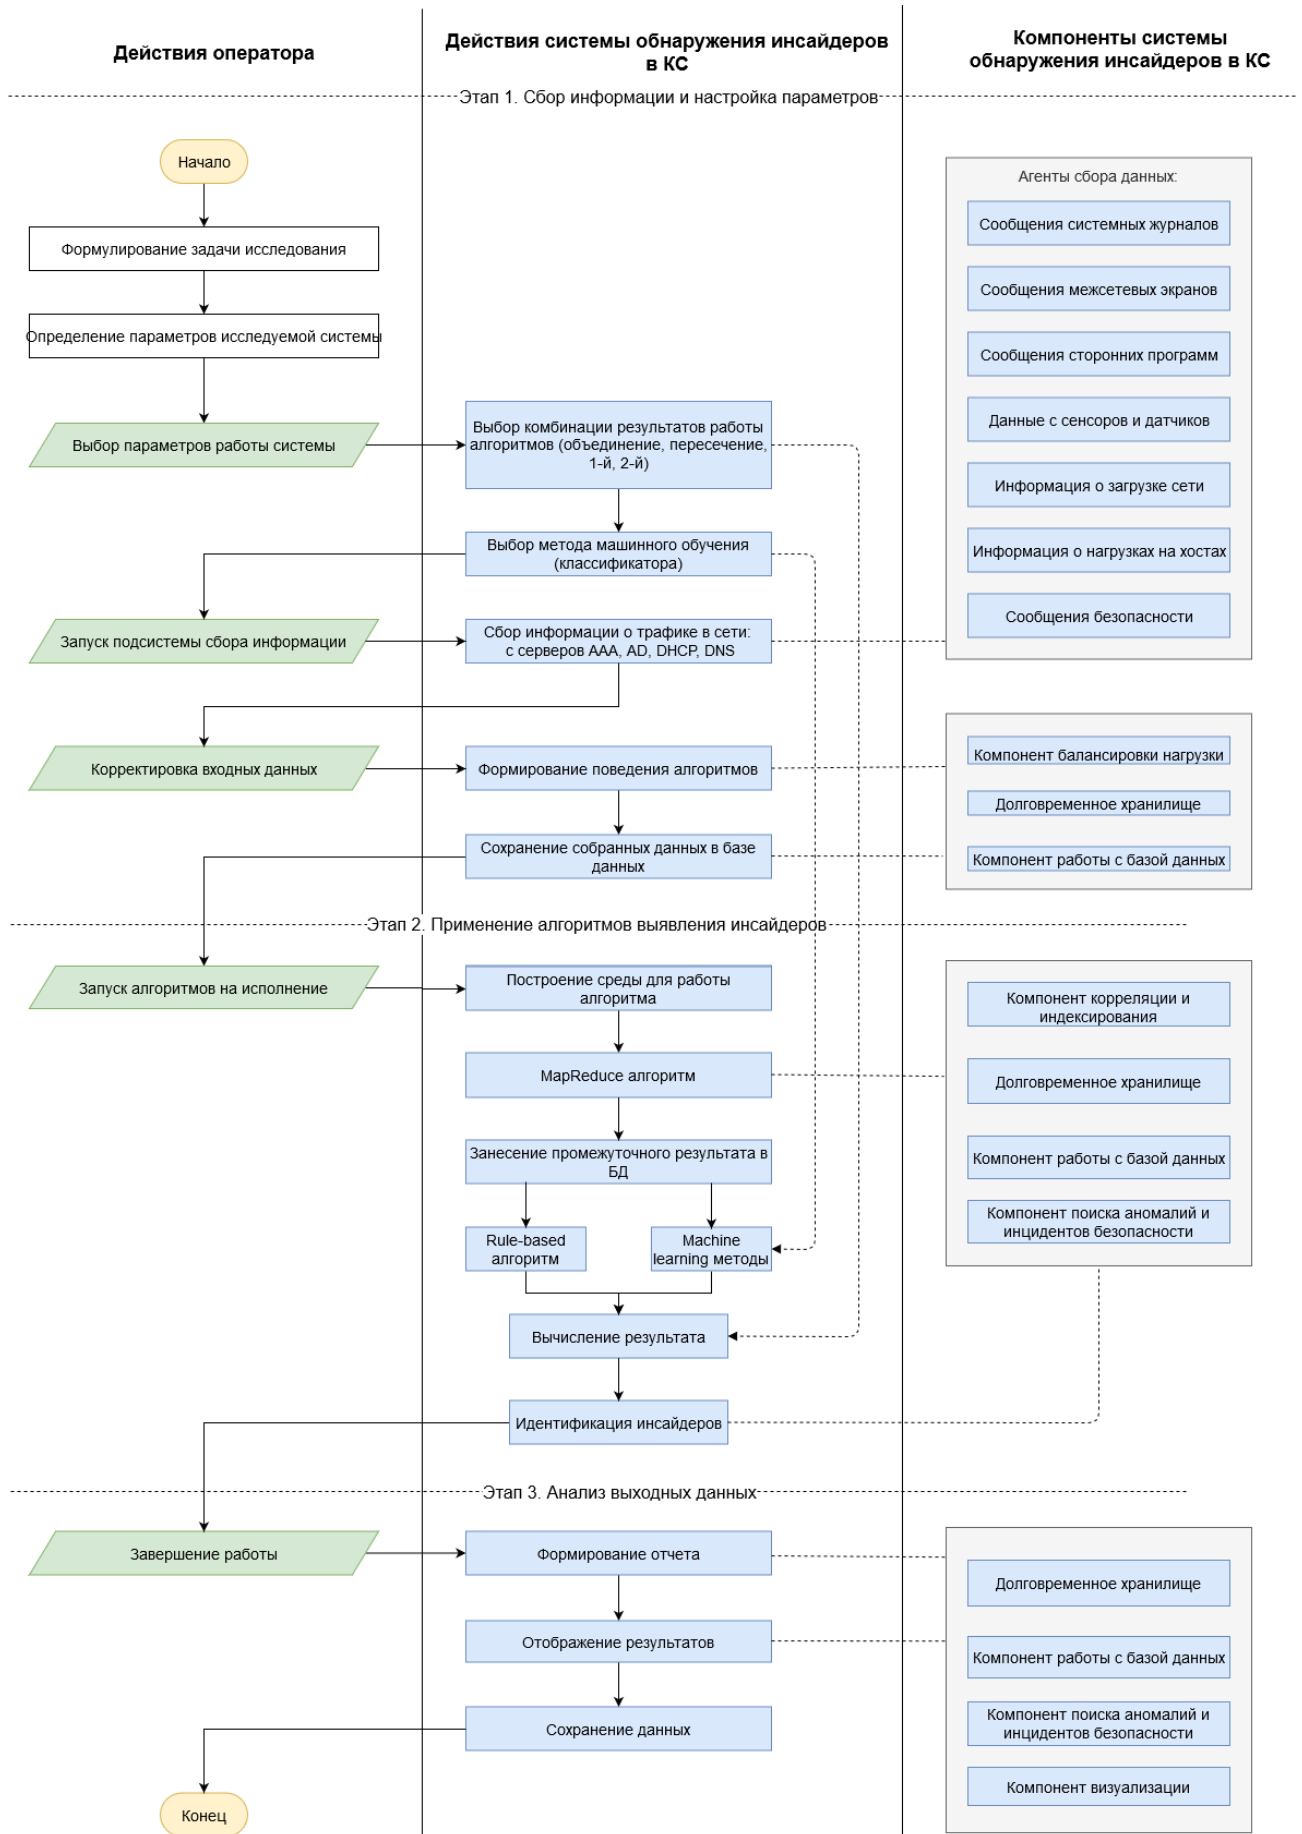 Действия оператора
Действия системы обнаружения инсайдеров
в КС
Компоненты системы
обнаружения инсайдеров в КС
Этап 1. Сбор информации и настройка параметров
Начало
Формулирование задачи исследования
Определение параметров исследуемой системы
Выбор параметров работы системы
Выбор комбинации результатов работы
алгоритмов (объединение, пересечение,
1-й, 2-й)
Выбор метода машинного обучения
(классификатора)
Запуск подсистемы сбора информации
Сбор информации о трафике в сети:
с серверов AAA, AD, DHCP, DNS
Корректировка входных данных
Формирование поведения алгоритмов
Сохранение собранных данных в базе
данных
Агенты сбора данных:
Сообщения системных журналов
Сообщения межсетевых экранов
Сообщения сторонних программ
Данные с сенсоров и датчиков
Информация о загрузке сети
Информация о нагрузках на хостах
Сообщения безопасности
Компонент балансировки нагрузки
Долговременное хранилище
Компонент работы с базой данных
Этап 2. Применение алгоритмов выявления инсайдеров
Запуск алгоритмов на исполнение
Построение среды для работы
алгоритма
MapReduce алгоритм
Занесение промежуточного результата в
БД
Rule-based
алгоритм
Machine
learning методы
Вычисление результата
Идентификация инсайдеров
Компонент корреляции и
индексирования
Долговременное хранилище
Компонент работы с базой данных
Компонент поиска аномалий и
инцидентов безопасности
Этап 3. Анализ выходных данных
Завершение работы
Формирование отчета
Отображение результатов
Сохранение данных
Конец
Долговременное хранилище
Компонент работы с базой данных
Компонент поиска аномалий и
инцидентов безопасности
Компонент визуализации